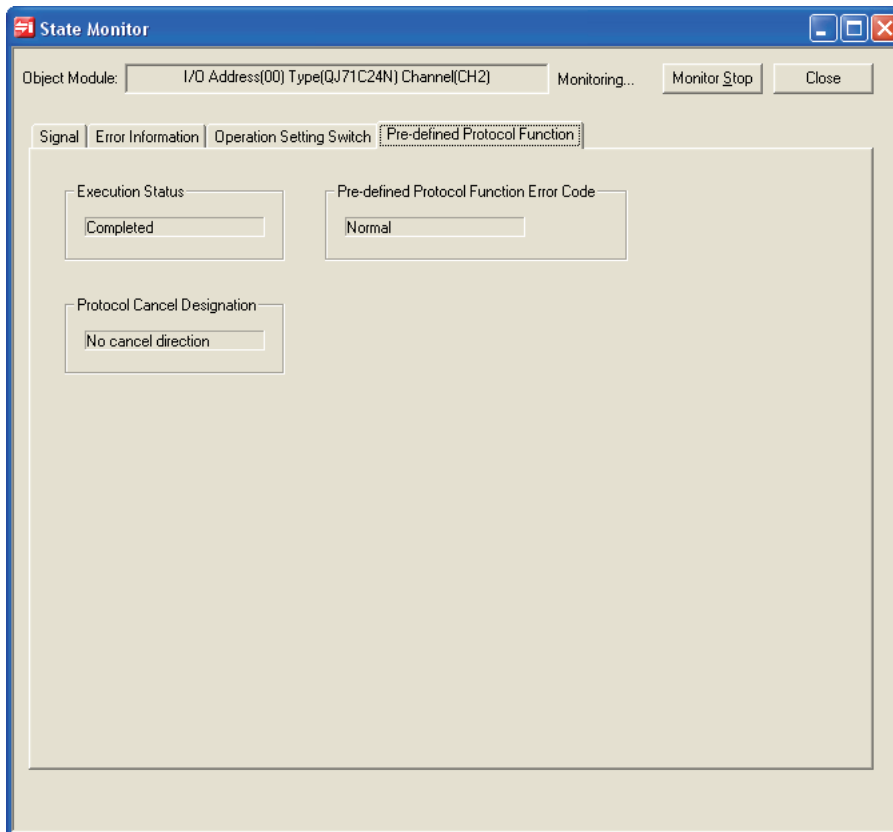 State Monitor
Object Module: I/O Address(00) Type(QJ71C24N) Channel(CH2) Monitoring... Monitor Stop Close
Signal Error Information Operation Setting Switch Pre-defined Protocol Function
Execution Status Pre-defined Protocol Function Error Code
Completed Normal
Protocol Cancel Designation
No cancel direction